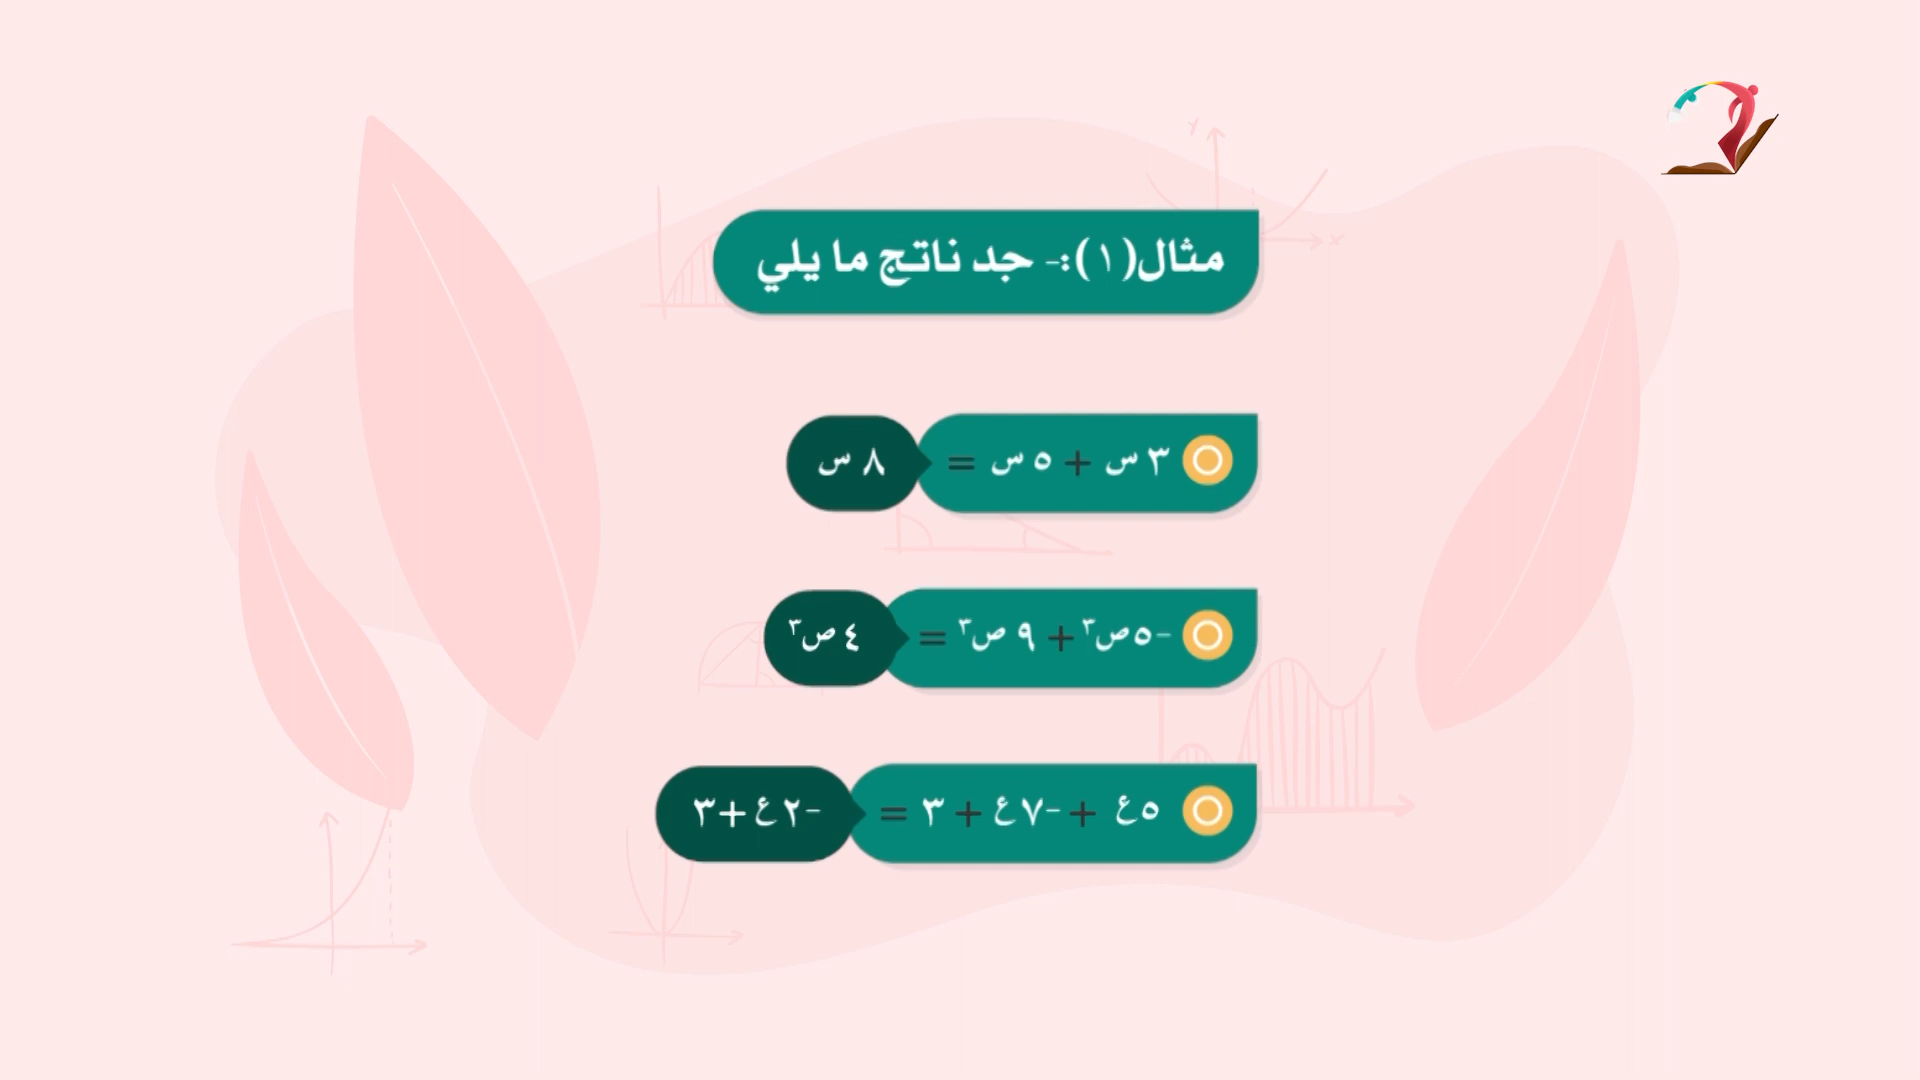 مثال(١):- جد ناتج ما يلي
٣ س + ٥ س = ٨ س
-٥ص٣ + ٩ ص٣ = ٤ ص٣
٥ع + -٧ع + ٣ = -٢ع+٣